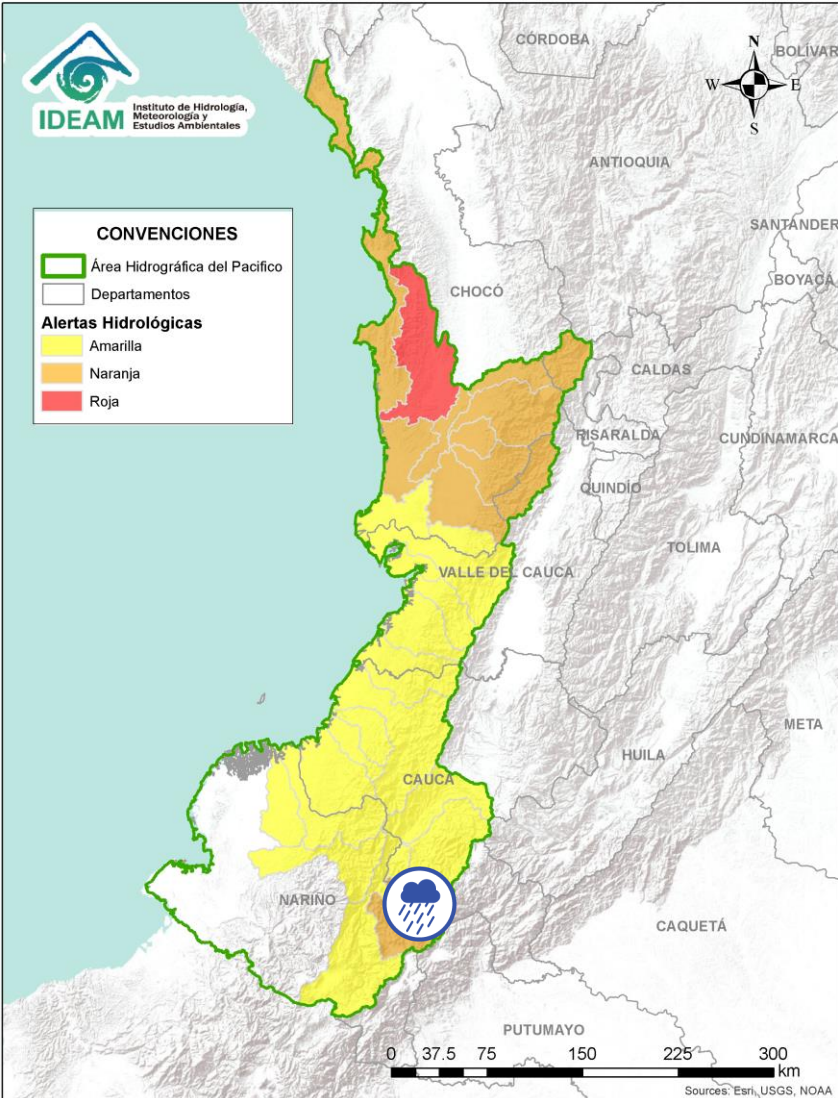 IDEAM
Instituto de Hidrología,
Meteorología y
Estudios Ambientales
N
W
E
S
CÓRDOBA
BOLÍVAR
ANTIOQUIA
SANTANDER
BOYACÁ
CHOCÓ
CALDAS
RISARALDA
CUNDINAMARCA
QUINDÍO
TOLIMA
VALLE DEL CAUCA
META
HUILA
CAUCA
NARIÑO
CAQUETÁ
PUTUMAYO
CONVENCIONES
Área Hidrográfica del Pacifico
Departamentos
Alertas Hidrológicas
Amarilla
Naranja
Roja
0 37.5 75 150 225 300
km
Sources: Esri, USGS, NOAA